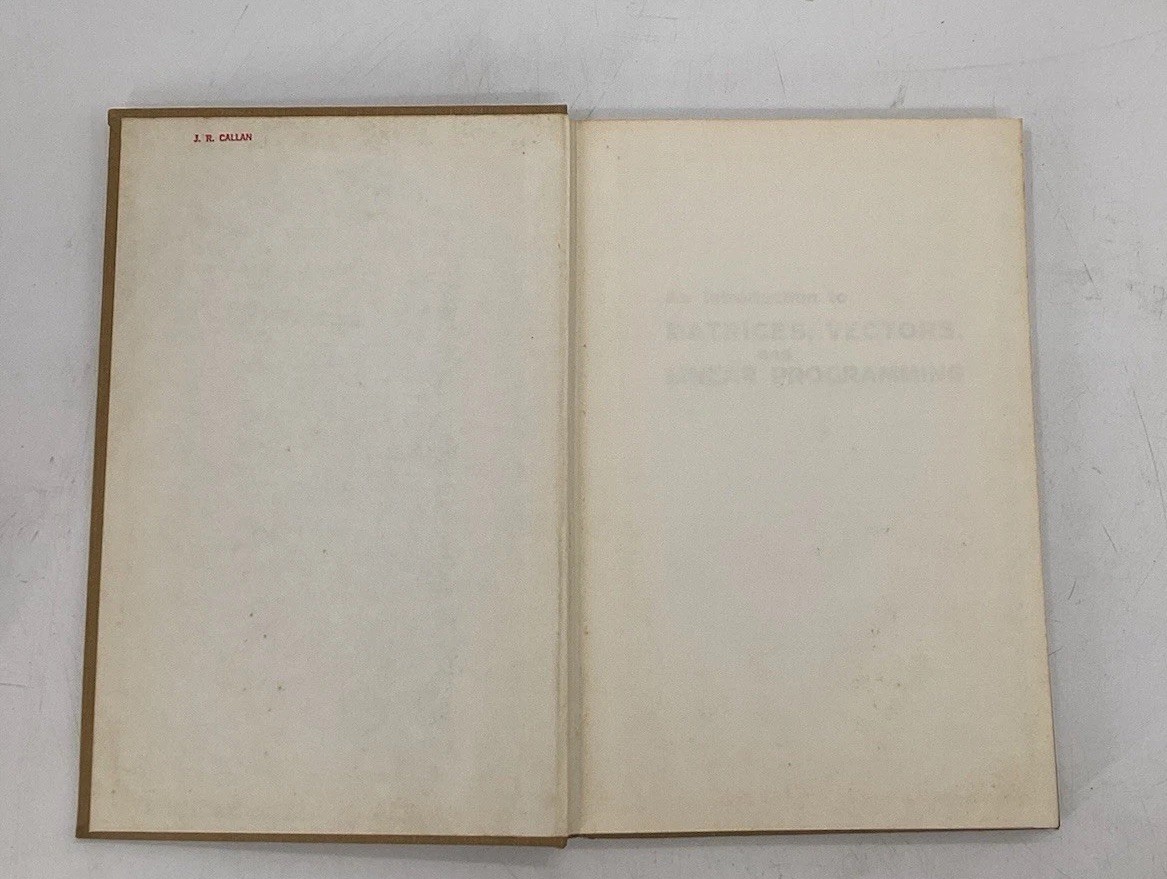 J. R. CALLAN
An Introduction to
MATRICES, VECTORS,
and
LINEAR PROGRAMMING